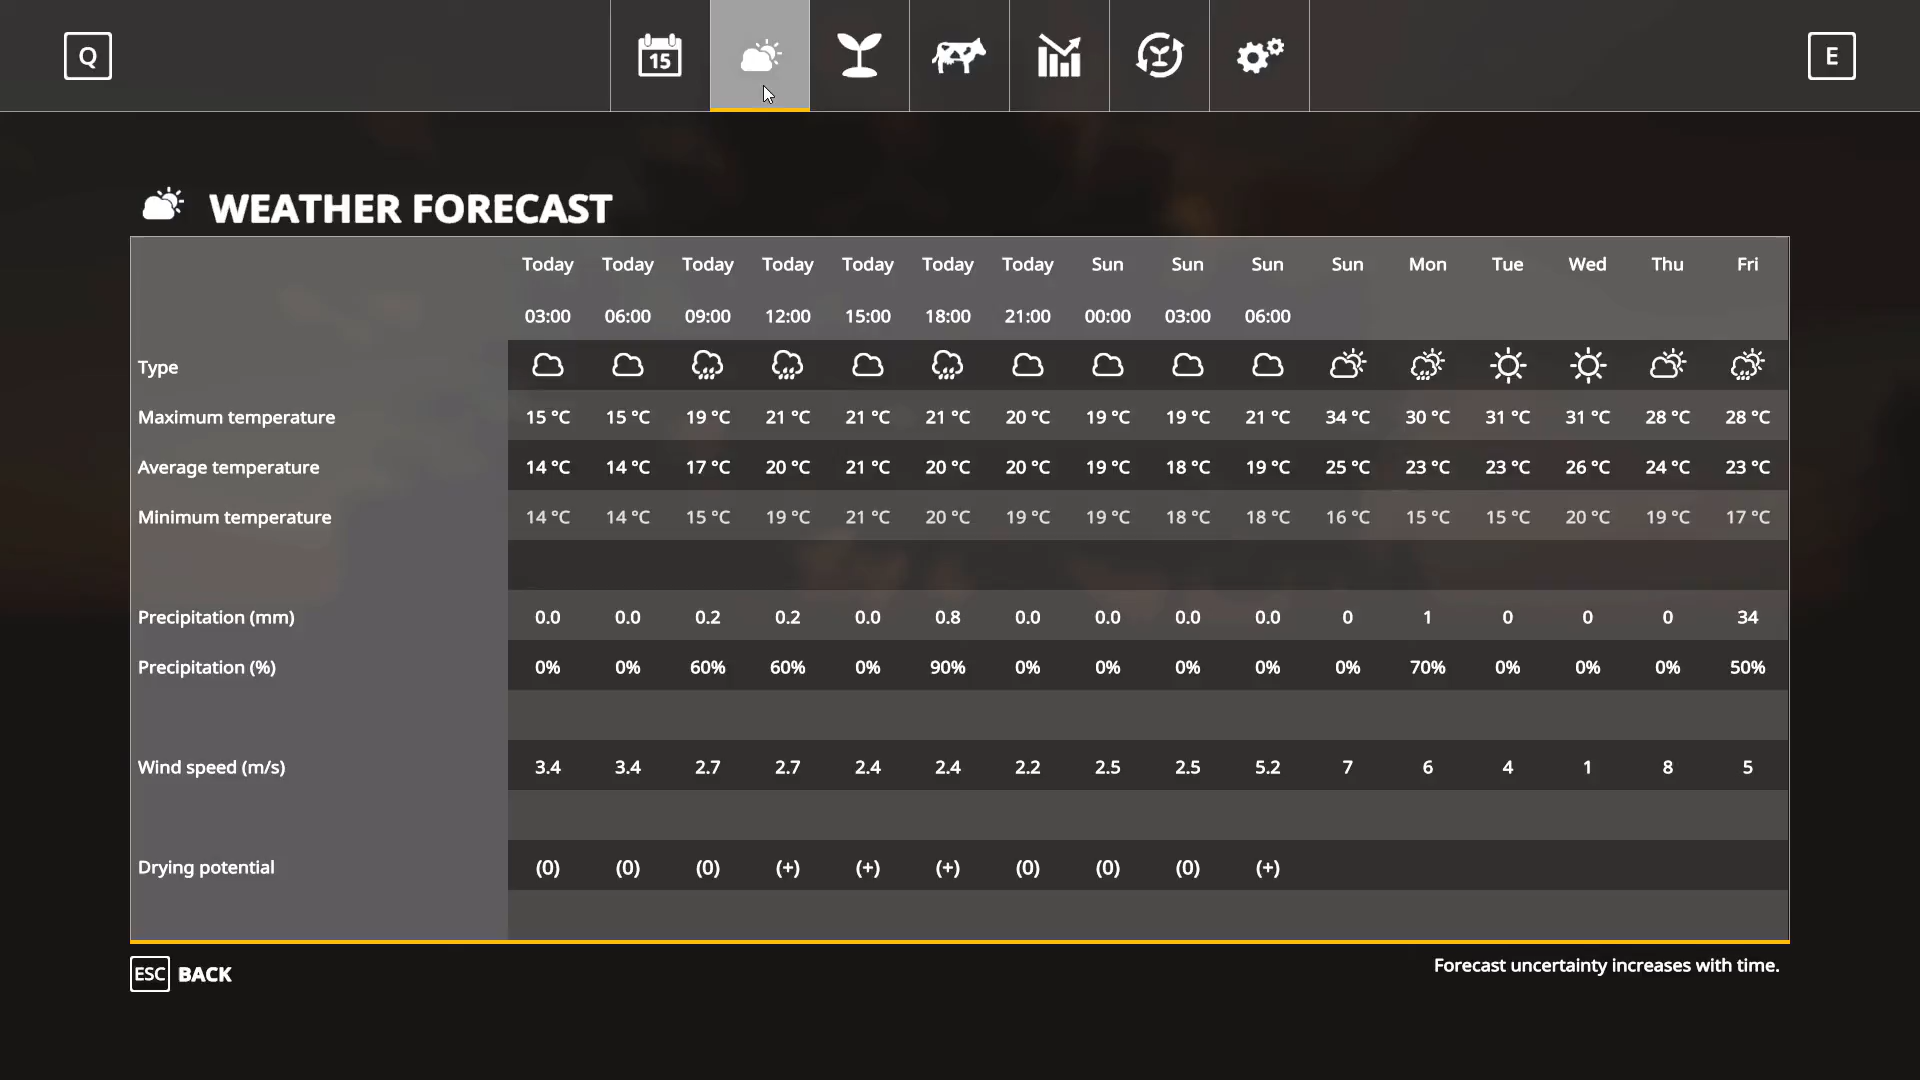 Q
15
E
WEATHER FORECAST
Today Today Today Today Today Today Today Sun Sun Sun Sun Mon Tue Wed Thu Fri
03:00 06:00 09:00 12:00 15:00 18:00 21:00 00:00 03:00 06:00
Type
Maximum temperature 15 °C 15 °C 19 °C 21 °C 21 °C 21 °C 20 °C 19 °C 19 °C 21 °C 34 °C 30 °C 31 °C 31 °C 28 °C 28 °C
Average temperature 14 °C 14 °C 17 °C 20 °C 21 °C 20 °C 20 °C 19 °C 18 °C 19 °C 25 °C 23 °C 23 °C 26 °C 24 °C 23 °C
Minimum temperature 14 °C 14 °C 15 °C 19 °C 21 °C 20 °C 19 °C 19 °C 18 °C 18 °C 16 °C 15 °C 15 °C 20 °C 19 °C 17 °C
Precipitation (mm) 0.0 0.0 0.2 0.2 0.0 0.8 0.0 0.0 0.0 0.0 0 1 0 0 0 34
Precipitation (%) 0% 0% 60% 60% 0% 90% 0% 0% 0% 0% 0% 70% 0% 0% 0% 50%
Wind speed (m/s) 3.4 3.4 2.7 2.7 2.4 2.4 2.2 2.5 2.5 5.2 7 6 4 1 8 5
Drying potential (0) (0) (0) (+) (+) (+) (0) (0) (0) (+)
ESC BACK
Forecast uncertainty increases with time.